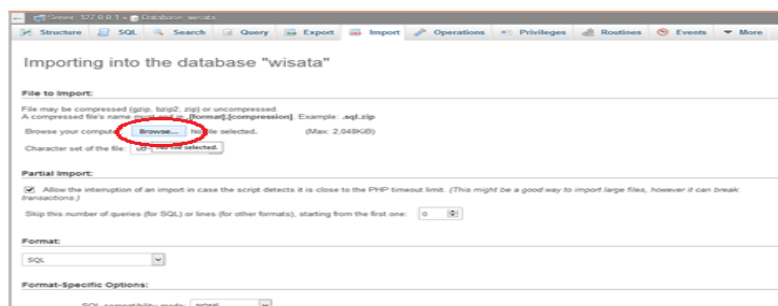 Server: 127.0.0.1 » Database: wisata
Structure SQL Search Query Export Import Operations Privileges Routines Events More
Importing into the database "wisata"
File to Import:
File may be compressed (gzip, bzip2, zip) or uncompressed.
A compressed file's name must end in .[format].[compression]. Example: .sql.zip
Browse your computer: Browse... No file selected. (Max: 2,048KiB)
Character set of the file: utf- No file selected.
Partial Import:
Allow the interruption of an import in case the script detects it is close to the PHP timeout limit. (This might be a good way to import large files, however it can break
transactions.)
Skip this number of queries (for SQL) or lines (for other formats), starting from the first one: 0
Format:
SQL
Format-Specific Options:
SQL compatibility mode: NONE